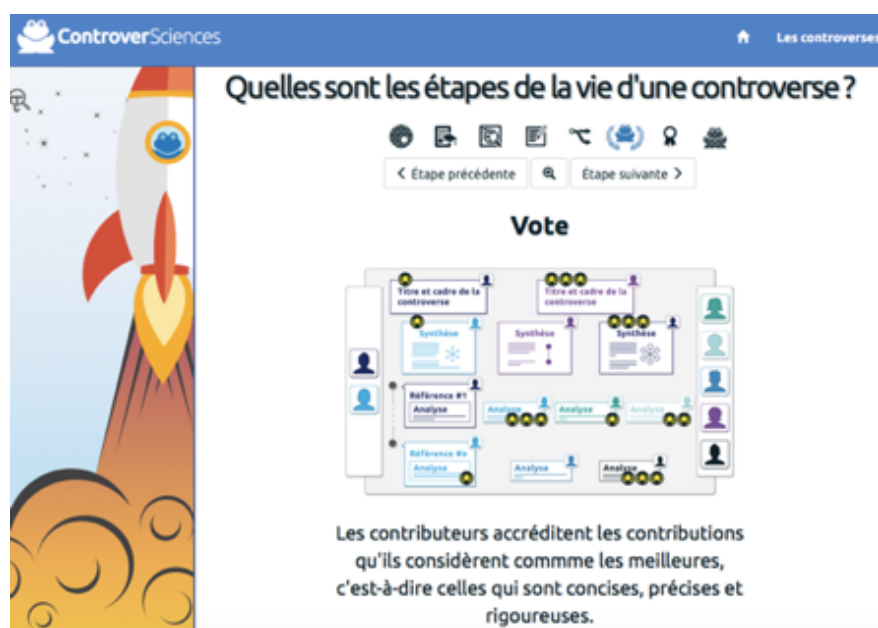 ControverSciences
Les controverses
Quelles sont les étapes de la vie d'une controverse ?
Étape précédente
Étape suivante
Vote
Titre et cadre de la
controverse
Titre et cadre de la
controverse
Synthèse
Synthèse
Synthèse
Référence #1
Analyse
Analyse
Analyse
Analyse
Référence #n
Analyse
Analyse
Analyse
Les contributeurs accréditent les contributions
qu'ils considèrent commme les meilleures,
c'est-à-dire celles qui sont concises, précises et
rigoureuses.